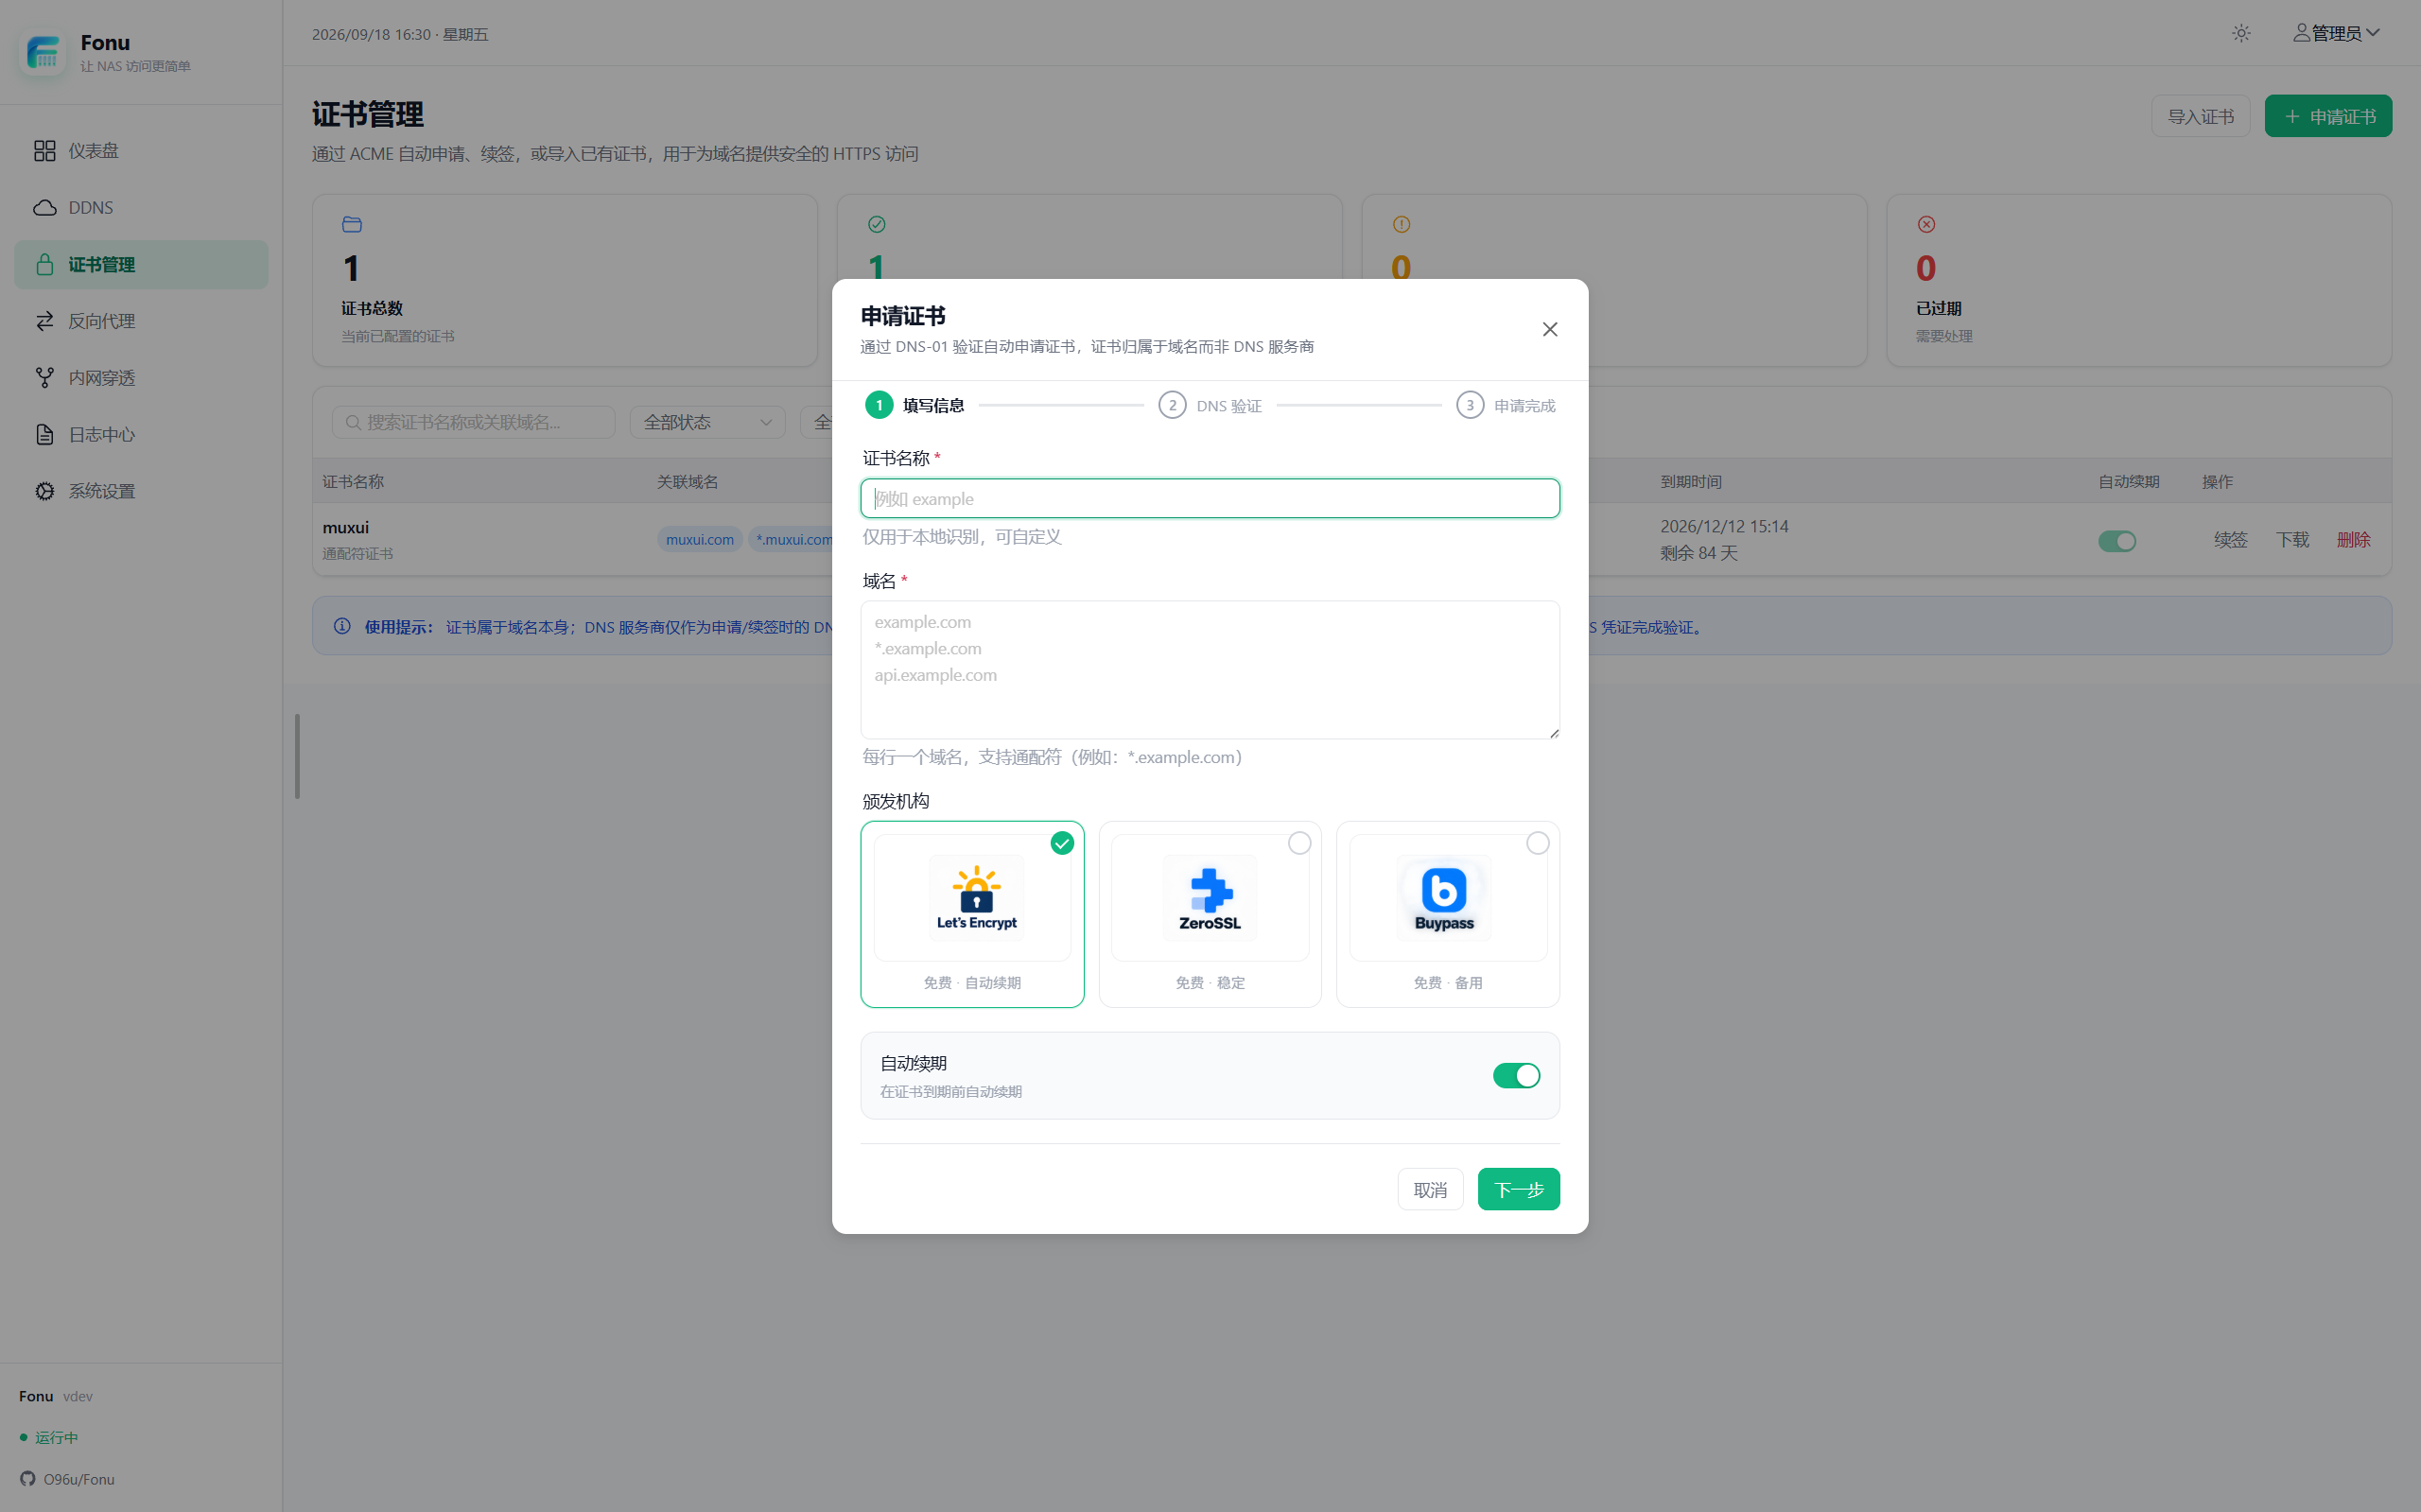 Fonu
让 NAS 访问更简单
仪表盘
DDNS
证书管理
反向代理
内网穿透
日志中心
系统设置
Fonu vdev
运行中
O96u/Fonu
2026/09/18 16:30 · 星期五
管理员
证书管理
通过 ACME 自动申请、续签，或导入已有证书，用于为域名提供安全的 HTTPS 访问
导入证书
申请证书
1
证书总数
当前已配置的证书
1
0
0
已过期
需要处理
搜索证书名称或关联域名...
全部状态
证书名称
关联域名
到期时间
自动续期
操作
muxui
通配符证书
muxui.com
*.muxui.com
2026/12/12 15:14
剩余 84 天
续签
下载
删除
使用提示： 证书属于域名本身；DNS 服务商仅作为申请/续签时的
凭证完成验证。
申请证书
通过 DNS-01 验证自动申请证书，证书归属于域名而非 DNS 服务商
1 填写信息
2 DNS 验证
3 申请完成
证书名称 *
例如 example
仅用于本地识别，可自定义
域名 *
example.com
*.example.com
api.example.com
每行一个域名，支持通配符（例如：*.example.com）
颁发机构
Let's Encrypt
免费 · 自动续期
ZeroSSL
免费 · 稳定
Buypass
免费 · 备用
自动续期
在证书到期前自动续期
取消
下一步